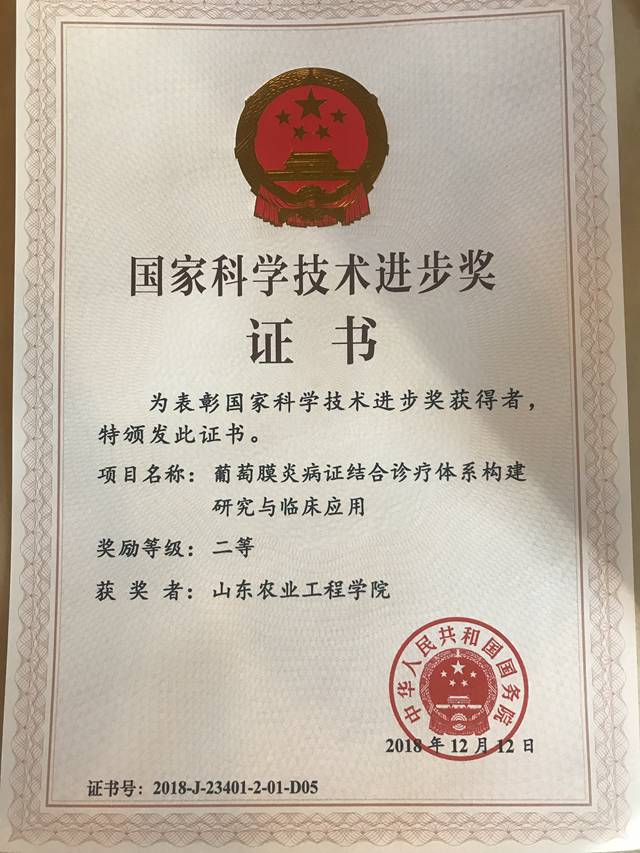 国家科学技术进步奖
证书
为表彰国家科学技术进步奖获得者，
特颁发此证书。
项目名称：葡萄膜炎病证结合诊疗体系构建
研究与临床应用
奖励等级：二等
获奖者：山东农业工程学院
中华人民共和国国务院
2018年12月12日
证书号：2018-J-23401-2-01-D05